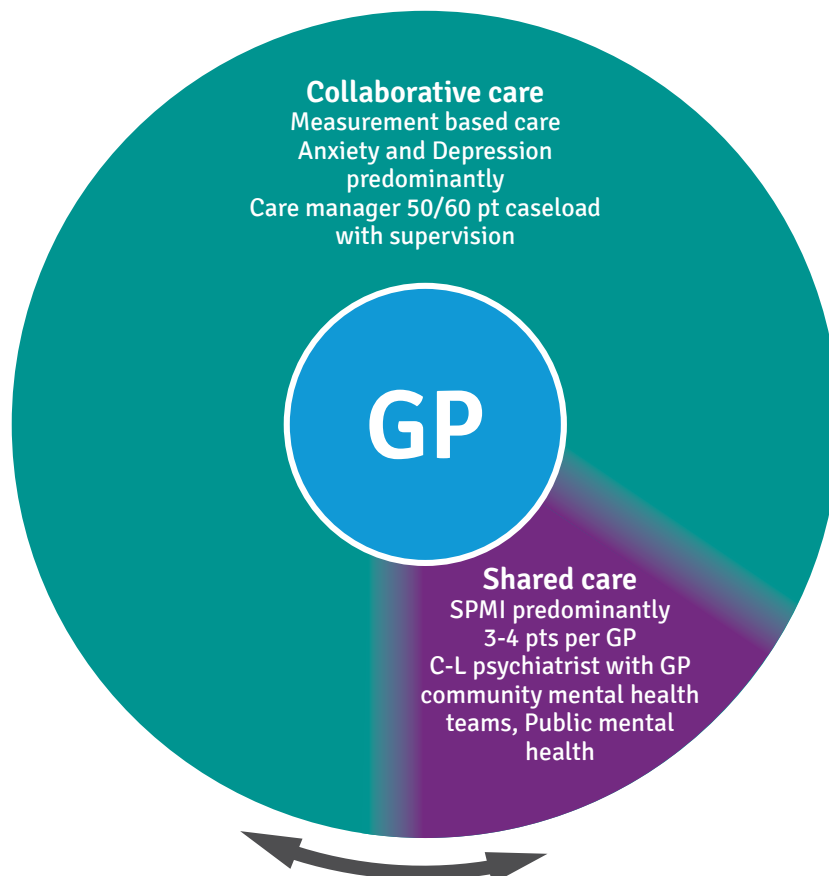 Collaborative care
Measurement based care
Anxiety and Depression
predominantly
Care manager 50/60 pt caseload
with supervision
GP
Shared care
SPMI predominantly
3-4 pts per GP
C-L psychiatrist with GP
community mental health
teams, Public mental
health